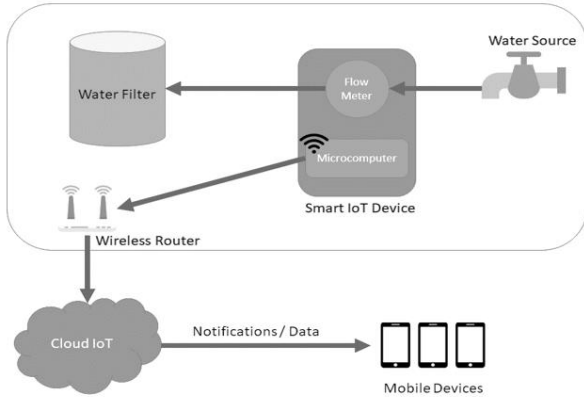 Water Source
Flow
Meter
Water Filter
Microcomputer
Smart IoT Device
Wireless Router
Cloud IoT
Notifications / Data
Mobile Devices